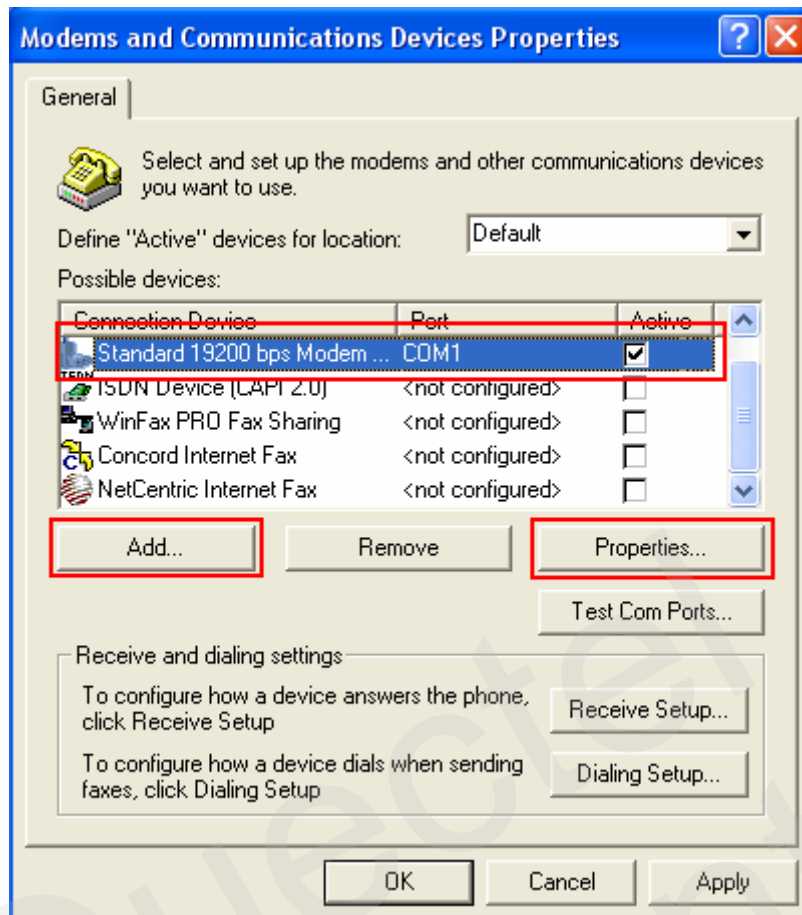 Modems and Communications Devices Properties
General
Select and set up the modems and other communications devices
you want to use.
Define "Active" devices for location: Default
Possible devices:
Connection Device Port Active
Standard 19200 bps Modem ... COM1
ISDN Device (CAPI 2.0) <not configured>
WinFax PRO Fax Sharing <not configured>
Concord Internet Fax <not configured>
NetCentric Internet Fax <not configured>
Add... Remove Properties...
Test Com Ports...
Receive and dialing settings
To configure how a device answers the phone,
click Receive Setup
Receive Setup...
To configure how a device dials when sending
faxes, click Dialing Setup
Dialing Setup...
OK Cancel Apply